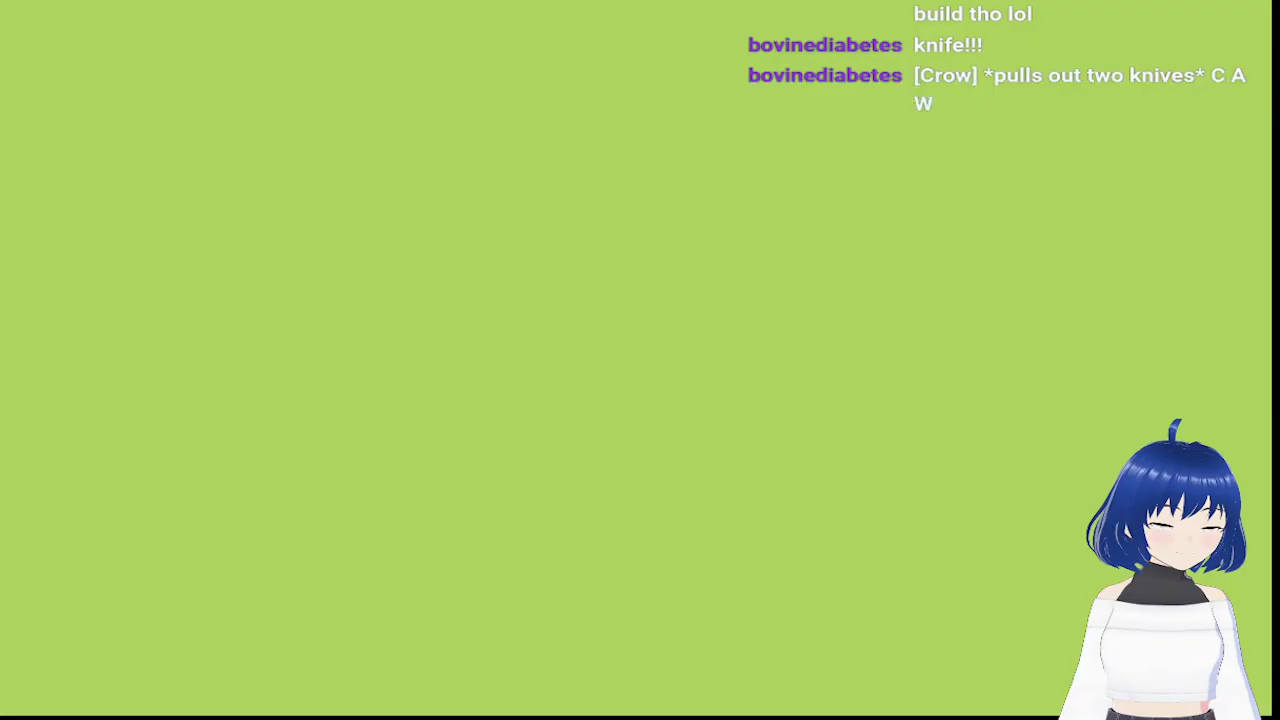 build tho lol
bovinediabetes knife!!!
bovinediabetes [Crow] *pulls out two knives* C A
W